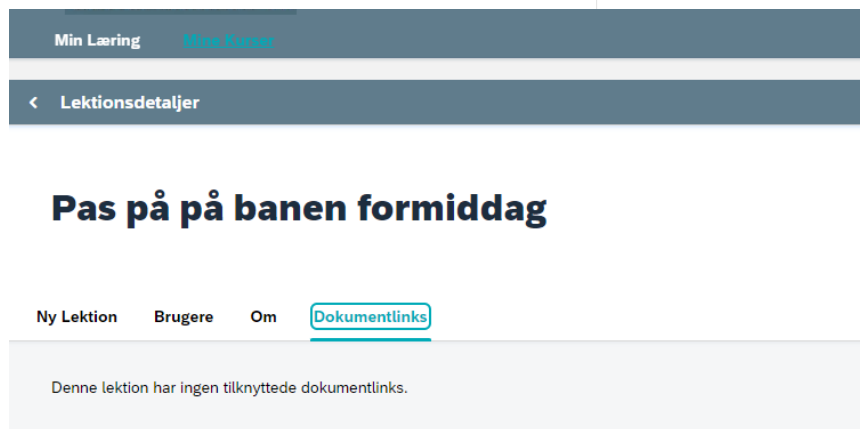 Min Læring Mine Kurser
Lektionsdetaljer
Pas på på banen formiddag
Ny Lektion Brugere Om Dokumentlinks
Denne lektion har ingen tilknyttede dokumentlinks.